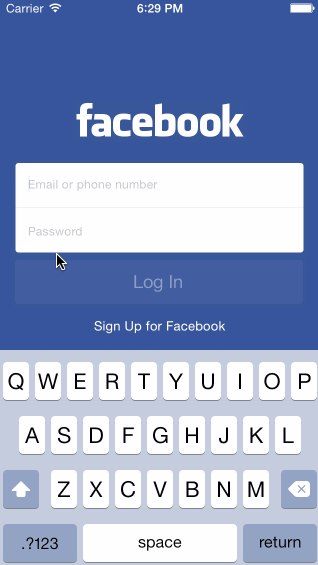 Carrier 6:29 PM
facebook
Email or phone number
Password
Log In
Sign Up for Facebook
Q W E R T Y U I O P
A S D F G H J K L
Z X C V B N M
.?123 space return